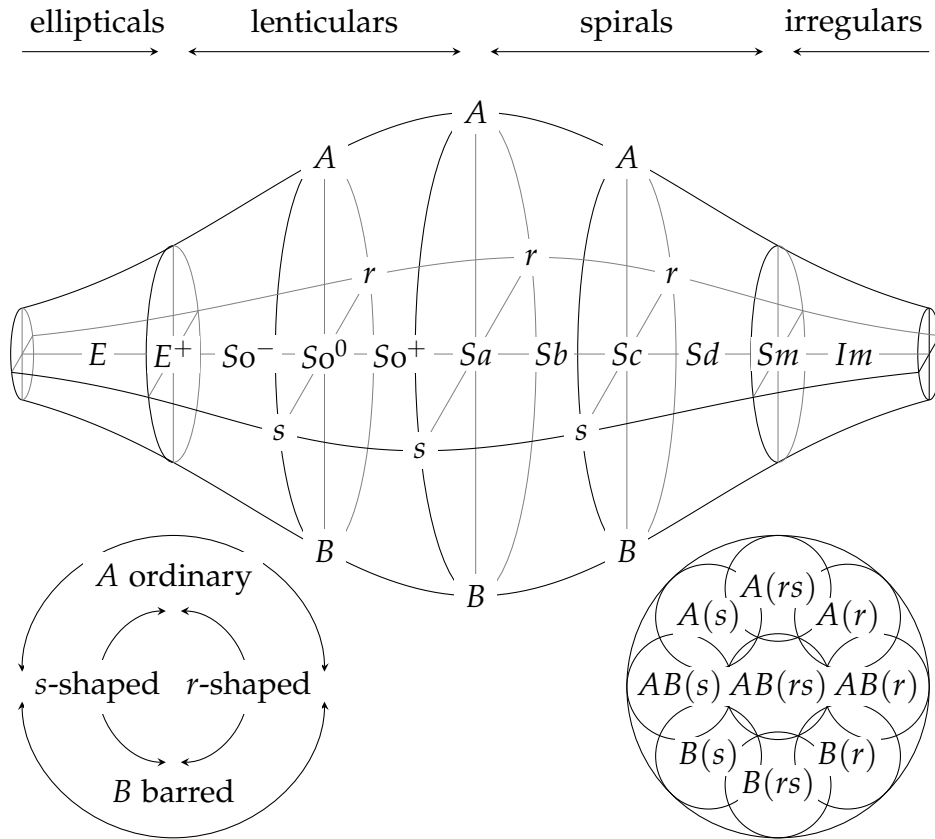 ellipticals lenturculars spirals irregulars
A
A A
r
r r
E E⁺ So⁻ So⁰ So⁺ Sa Sb Sc Sd Sm Im
s s
s
B B
B
A ordinary
s-shaped r-shaped
B barred
A(rs)
A(s) A(r)
AB(s) AB(rs) AB(r)
B(s) B(r)
B(rs)